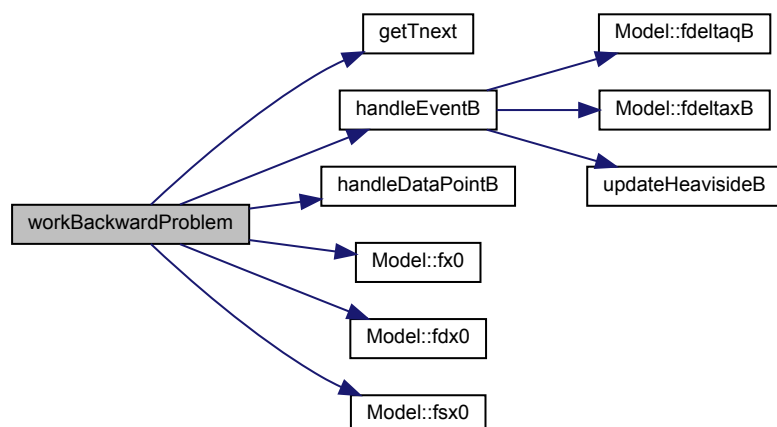 workBackwardProblem
getTnext
handleEventB
handleDataPointB
Model::fx0
Model::fdx0
Model::fsx0
Model::fdeltaqB
Model::fdeltaxB
updateHeavisideB